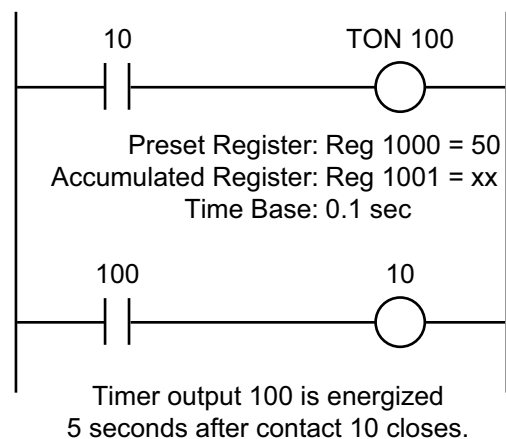 10 TON 100
Preset Register: Reg 1000 = 50
Accumulated Register: Reg 1001 = xx
Time Base: 0.1 sec
100 10
Timer output 100 is energized
5 seconds after contact 10 closes.